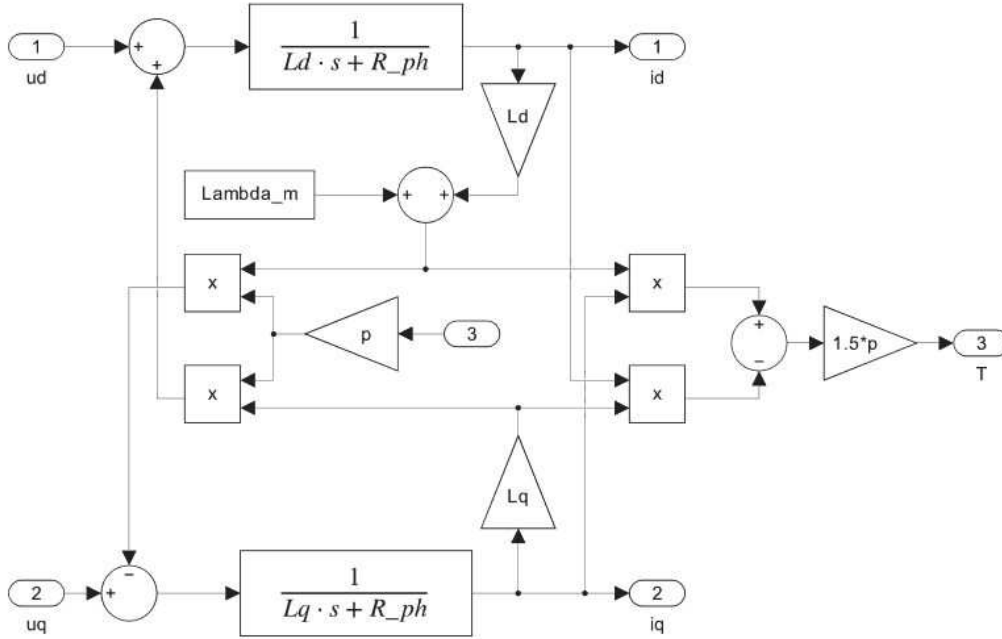 1
ud
+
+
1
Ld · s + R_ph
1
id
Ld
Lambda_m
+
+
x
x
p
3
+
−
1.5*p
3
T
x
x
Lq
−
+
2
uq
1
Lq · s + R_ph
2
iq